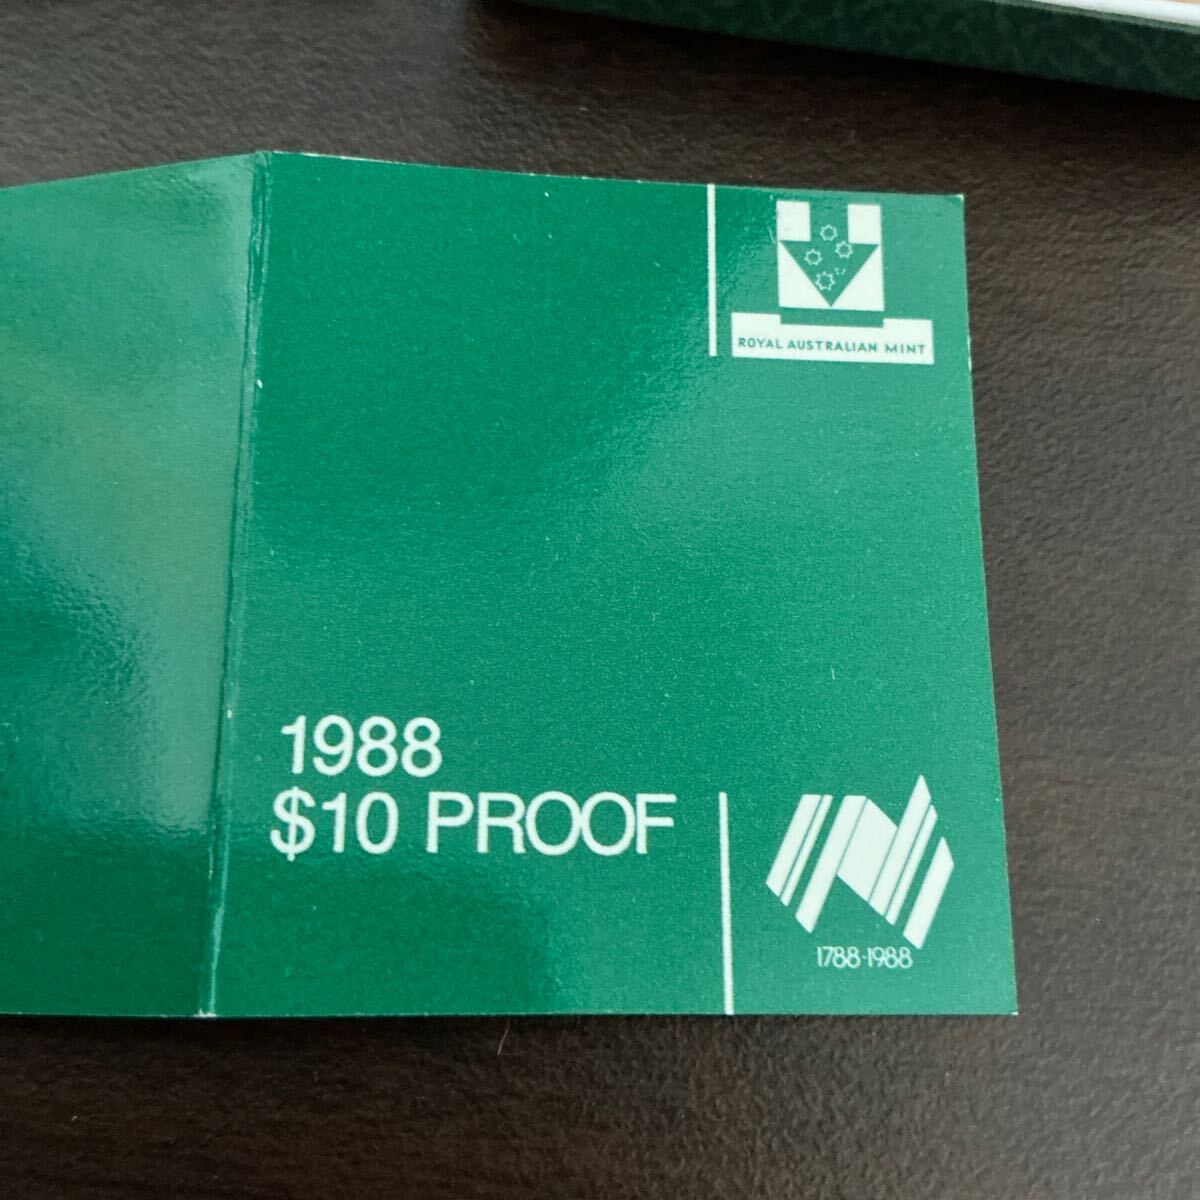 ROYAL AUSTRALIAN MINT
1988
$10 PROOF
1788-1988